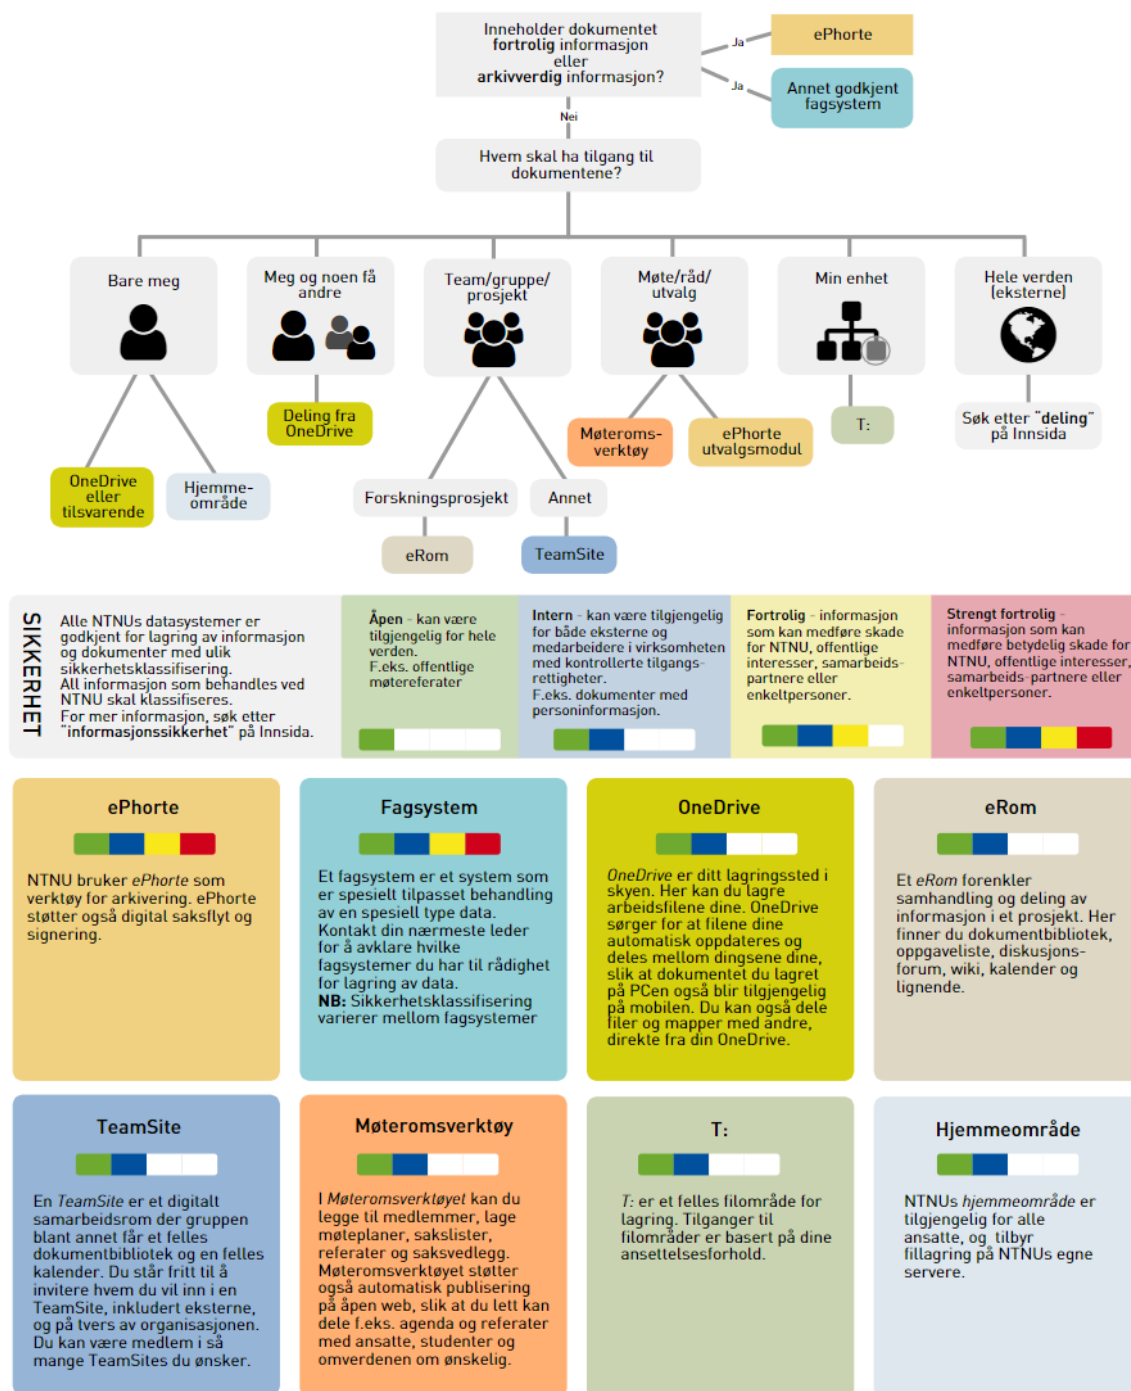 Inneholder dokumentet
fortrolig informasjon
eller
arkivverdig informasjon?
Ja
ePhorte
Ja
Annet godkjent
fagsystem
Nei
Hvem skal ha tilgang til
dokumentene?
Bare meg
Meg og noen få
andre
Team/gruppe/
prosjekt
Møte/råd/
utvalg
Min enhet
Hele verden
(eksterne)
OneDrive
eller
tilsvarende
Hjemme-
område
Deling fra
OneDrive
Forskningsprosjekt
Annet
eRom
TeamSite
Møteroms-
verktøy
ePhorte
utvalgsmodul
T:
Søk etter "deling"
på Innsida
SIKKERHET
Alle NTNUs datasystemer er
godkjent for lagring av informasjon
og dokumenter med ulik
sikkerhetsklassifisering.
All informasjon som behandles ved
NTNU skal klassifiseres.
For mer informasjon, søk etter
"informasjonssikkerhet" på Innsida.
Åpen - kan være
tilgjengelig for hele
verden.
F.eks. offentlige
møtereferater
Intern - kan være tilgjengelig
for både eksterne og
medarbeidere i virksomheten
med kontrollerte tilgangs-
rettigheter.
F.eks. dokumenter med
personinformasjon.
Fortrolig - informasjon
som kan medføre skade
for NTNU, offentlige
interesser, samarbeids-
partnere eller
enkeltpersoner.
Strengt fortrolig -
informasjon som kan
medføre betydelig skade for
NTNU, offentlige interesser,
samarbeids-partnere eller
enkeltpersoner.
ePhorte
NTNU bruker ePhorte som
verktøy for arkivering. ePhorte
støtter også digital saksflyt og
signering.
Fagsystem
Et fagsystem er et system som
er spesielt tilpasset behandling
av en spesiell type data.
Kontakt din nærmeste leder
for å avklare hvilke
fagsystemer du har til rådighet
for lagring av data.
NB: Sikkerhetsklassifisering
varierer mellom fagsystemer
OneDrive
OneDrive er ditt lagringssted i
skyen. Her kan du lagre
arbeidsfilene dine. OneDrive
sørger for at filene dine
automatisk oppdateres og
deles mellom dingsene dine,
slik at dokumentet du lagret
på PCen også blir tilgjengelig
på mobilen. Du kan også dele
filer og mapper med andre,
direkte fra din OneDrive.
eRom
Et eRom forenkler
samhandling og deling av
informasjon i et prosjekt. Her
finner du dokumentbibliotek,
oppgaveliste, diskusjons-
forum, wiki, kalender og
lignende.
TeamSite
En TeamSite er et digitalt
samarbeidsrom der gruppen
blant annet får et felles
dokumentbibliotek og en felles
kalender. Du står fritt til å
invitere hvem du vil inn i en
TeamSite, inkludert eksterne,
og på tvers av organisasjonen.
Du kan være medlem i så
mange TeamSites du ønsker.
Møteromsverktøy
I Møteromsverktøyet kan du
legge til medlemmer, lage
møteplaner, sakslister,
referater og saksvedlegg.
Møteromsverktøyet støtter
også automatisk publisering
på åpen web, slik at du lett kan
dele f.eks. agenda og referater
med ansatte, studenter og
omverdenen om ønskelig.
T:
T: er et felles filområde for
lagring. Tilganger til
filområder er basert på dine
ansettelsesforhold.
Hjemmeområde
NTNUs hjemmeområde er
tilgjengelig for alle
ansatte, og tilbyr
fillagring på NTNUs egne
servere.